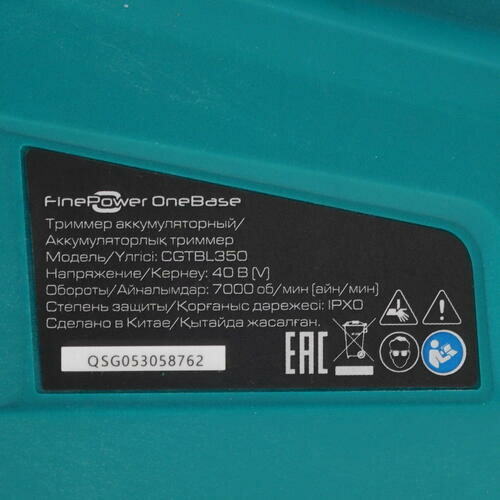 FinePower OneBase
Триммер аккумуляторный/
Аккумуляторлық триммер
Модель/Үлгісі: CGTBL350
Напряжение/Кернеу: 40 В (V)
Обороты/Айналымдар: 7000 об/мин (айн/мин)
Степень защиты/Қорғаныс дәрежесі: IPX0
Сделано в Китае/Қытайда жасалған.
QSG053058762
EAC